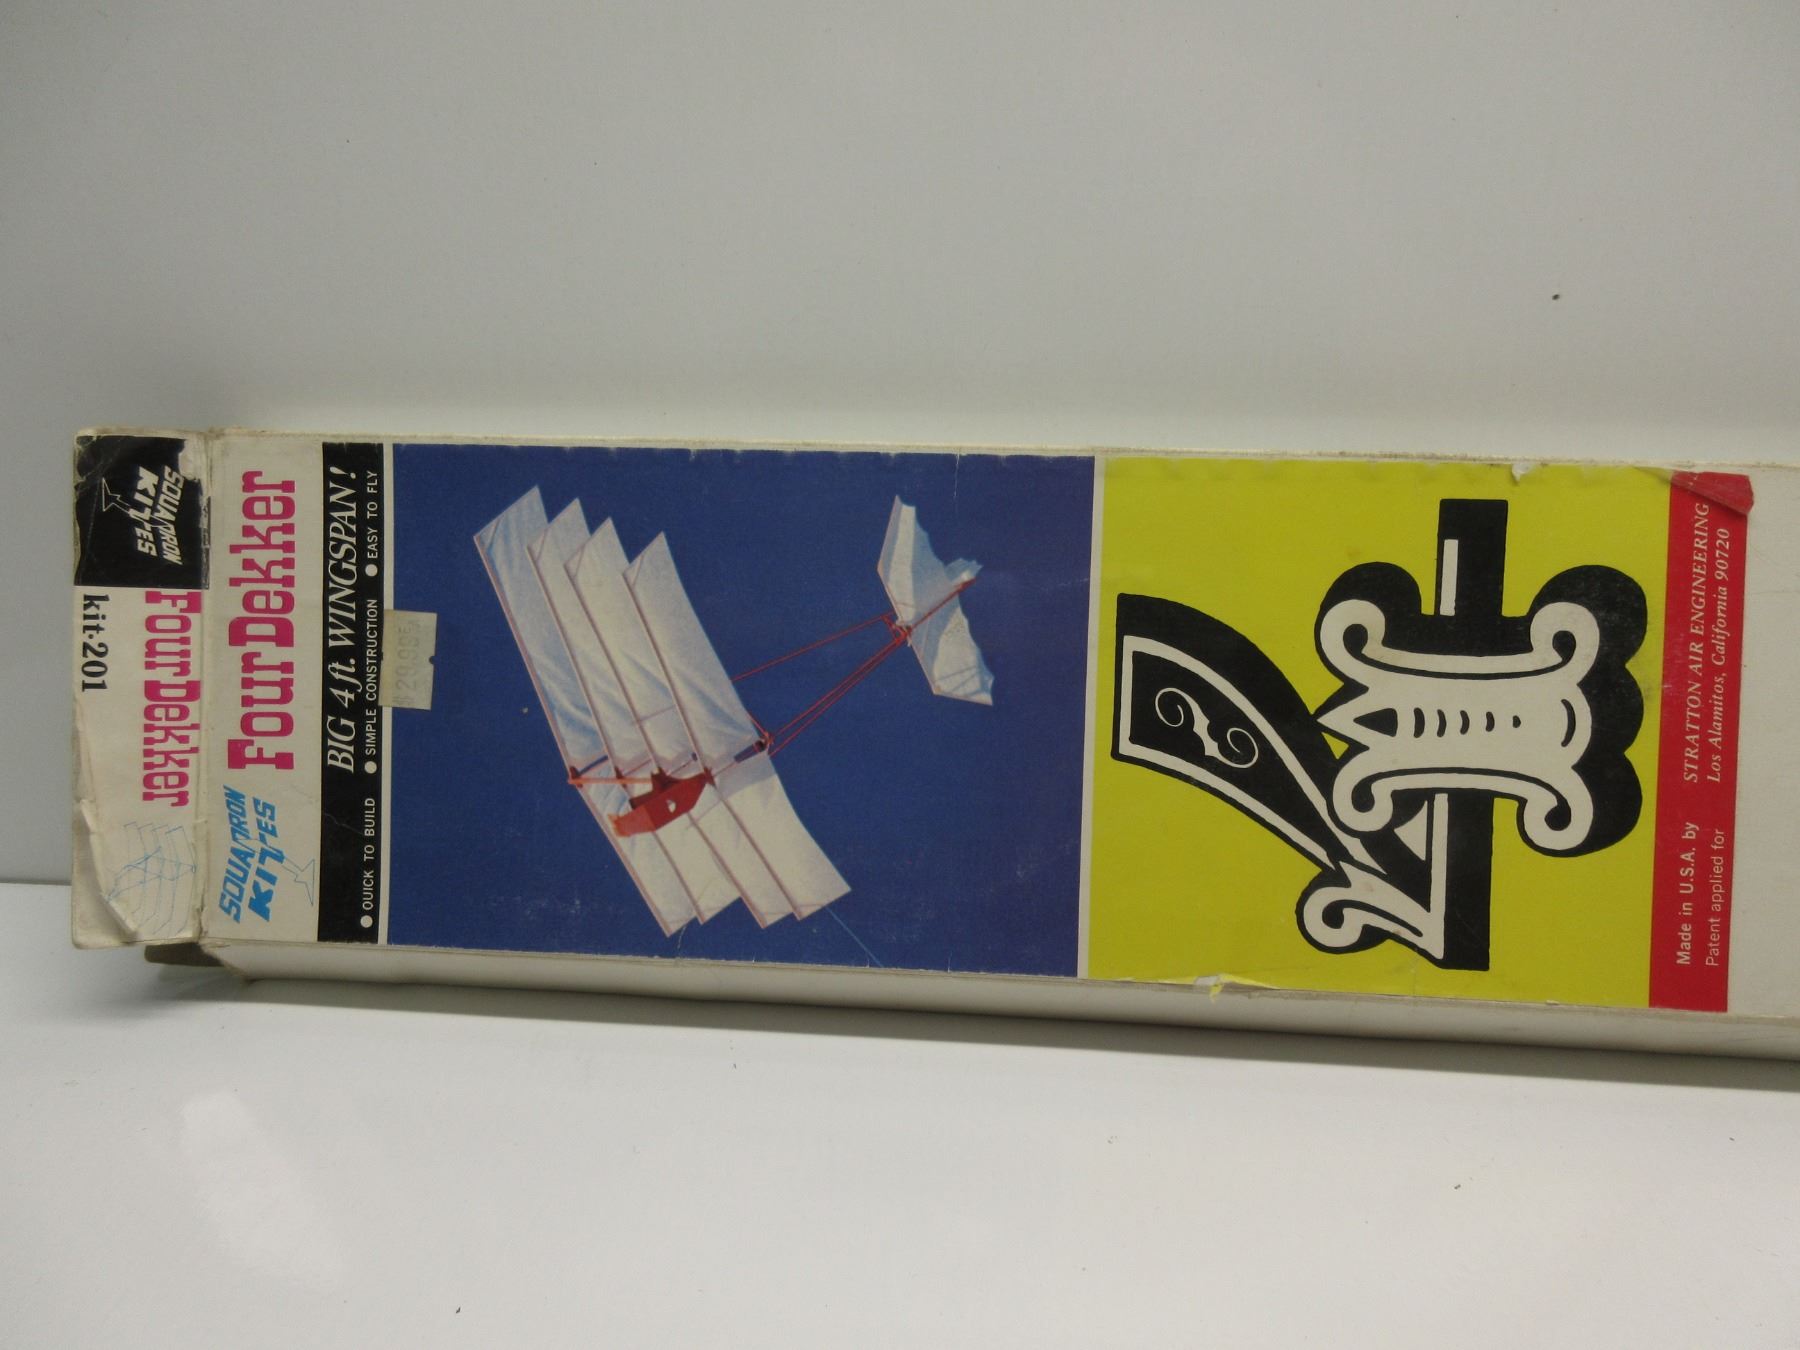 SQUADRON
KITES
FourDekker
kit-201
SQUADRON
KITES
FourDekker
BIG 4 ft. WINGSPAN!
● QUICK TO BUILD ● SIMPLE CONSTRUCTION ● EASY TO FLY
4
Made in U.S.A. by STRATTON AIR ENGINEERING
Patent applied for Los Alamitos, California 90720